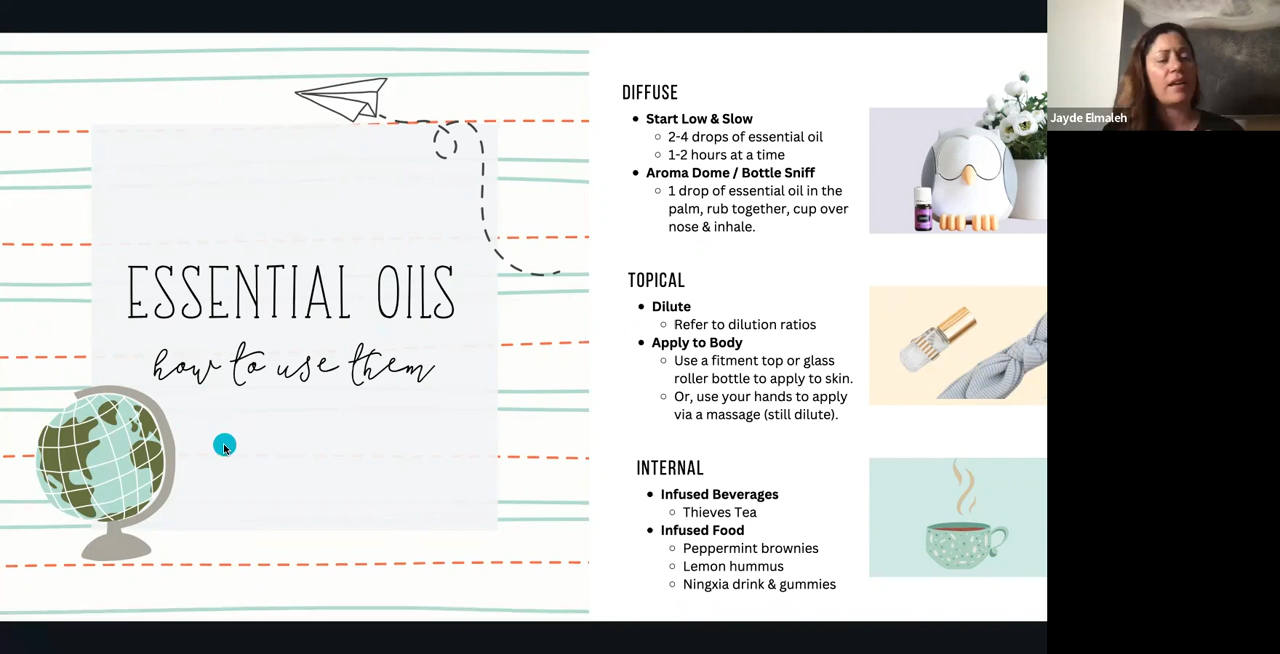 ESSENTIAL OILS
how to use them
DIFFUSE
Start Low & Slow
2-4 drops of essential oil
1-2 hours at a time
Aroma Dome / Bottle Sniff
1 drop of essential oil in the
palm, rub together, cup over
nose & inhale.
TOPICAL
Dilute
Refer to dilution ratios
Apply to Body
Use a fitment top or glass
roller bottle to apply to skin.
Or, use your hands to apply
via a massage (still dilute).
INTERNAL
Infused Beverages
Thieves Tea
Infused Food
Peppermint brownies
Lemon hummus
Ningxia drink & gummies
Jayde Elmaleh